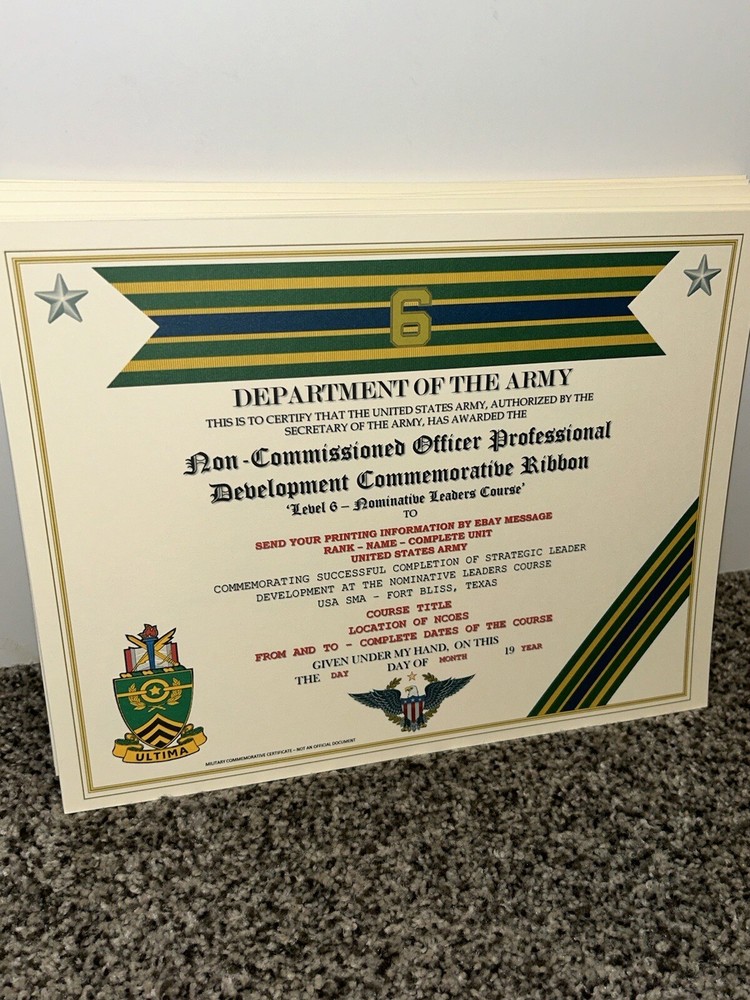 6
DEPARTMENT OF THE ARMY
THIS IS TO CERTIFY THAT THE UNITED STATES ARMY, AUTHORIZED BY THE
SECRETARY OF THE ARMY, HAS AWARDED THE
Non-Commissioned Officer Professional
Development Commemorative Ribbon
'Level 6 – Nominative Leaders Course'
TO
SEND YOUR PRINTING INFORMATION BY EBAY MESSAGE
RANK – NAME – COMPLETE UNIT
UNITED STATES ARMY
COMMEMORATING SUCCESSFUL COMPLETION OF STRATEGIC LEADER
DEVELOPMENT AT THE NOMINATIVE LEADERS COURSE
USA SMA – FORT BLISS, TEXAS
COURSE TITLE
LOCATION OF NCOES
FROM AND TO – COMPLETE DATES OF THE COURSE
GIVEN UNDER MY HAND, ON THIS
THE DAY DAY OF MONTH 19 YEAR
ULTIMA
MILITARY COMMEMORATIVE CERTIFICATE – NOT AN OFFICIAL DOCUMENT